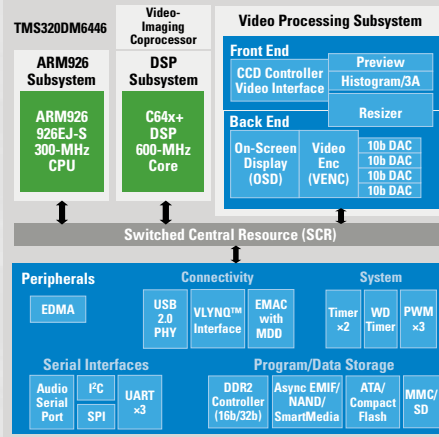 TMS320DM6446
Video-
Imaging
Coprocessor
Video Processing Subsystem
ARM926
Subsystem
DSP
Subsystem
ARM926
926EJ-S
300-MHz
CPU
C64x+
DSP
600-MHz
Core
Front End
CCD Controller
Video Interface
Preview
Histogram/3A
Resizer
Back End
On-Screen
Display
(OSD)
Video
Enc
(VENC)
10b DAC
10b DAC
10b DAC
10b DAC
Switched Central Resource (SCR)
Peripherals
EDMA
Connectivity
USB
2.0
PHY
VLYNQ™
Interface
EMAC
with
MDD
System
Timer
×2
WD
Timer
PWM
×3
Serial Interfaces
Audio
Serial
Port
I²C
SPI
UART
×3
Program/Data Storage
DDR2
Controller
(16b/32b)
Async EMIF/
NAND/
SmartMedia
ATA/
Compact
Flash
MMC/
SD